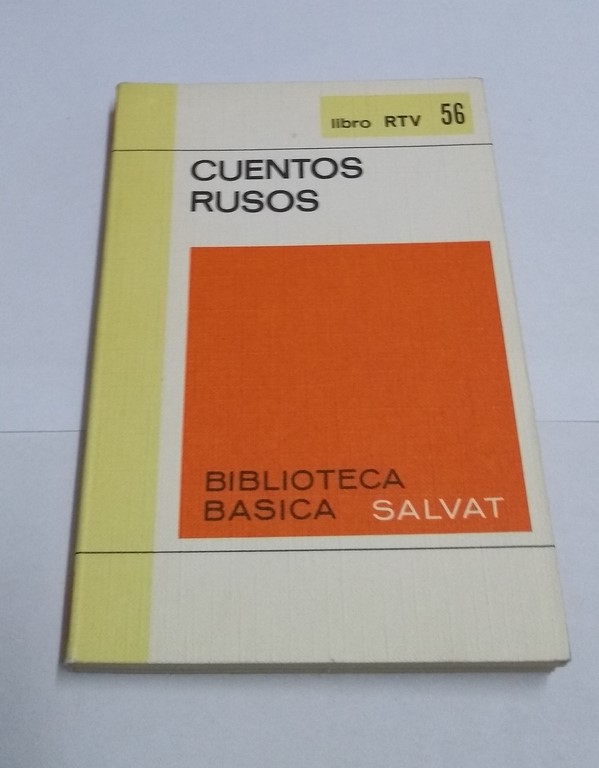 libro RTV 56
CUENTOS
RUSOS
BIBLIOTECA
BASICA SALVAT